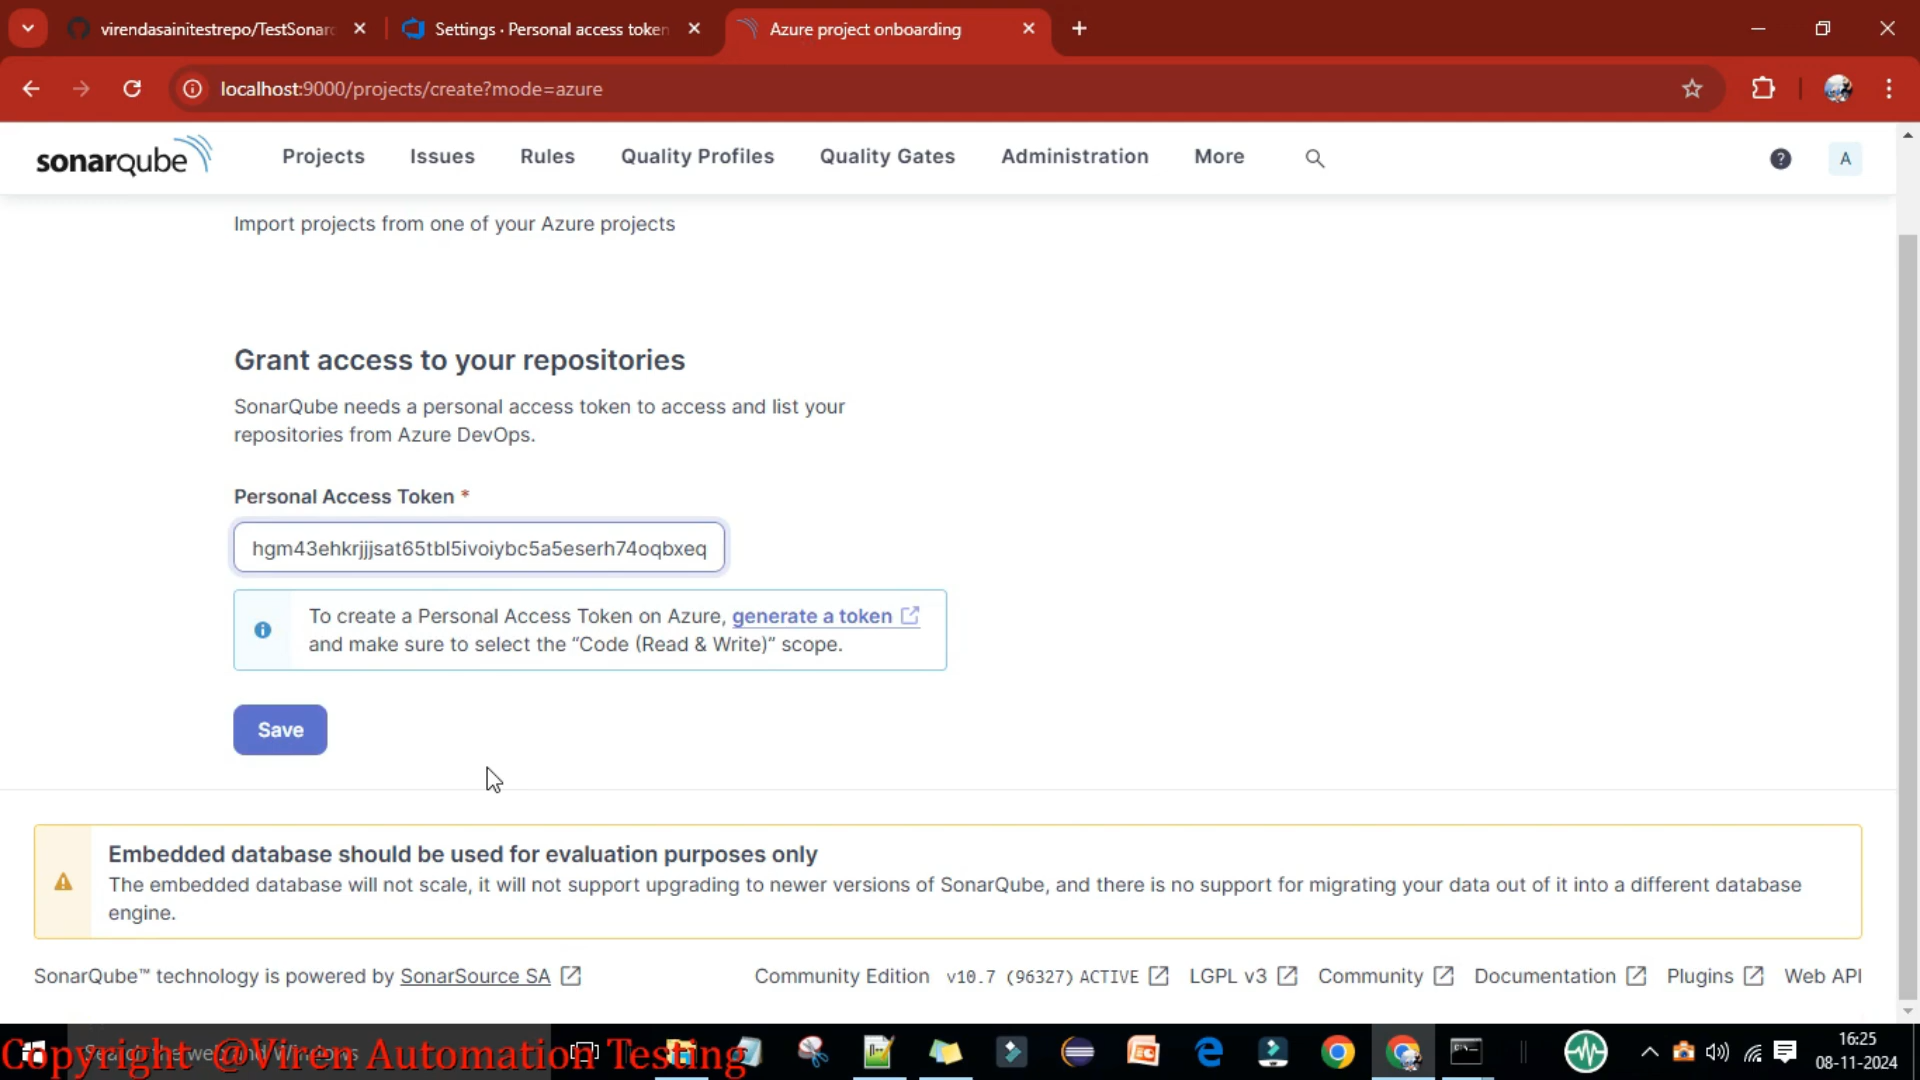 virendasainitestrepo/TestSonarc
Settings · Personal access token
Azure project onboarding
localhost:9000/projects/create?mode=azure
sonarqube
Projects
Issues
Rules
Quality Profiles
Quality Gates
Administration
More
A
Import projects from one of your Azure projects
Grant access to your repositories
SonarQube needs a personal access token to access and list your
repositories from Azure DevOps.
Personal Access Token *
hgm43ehkrjjjsat65tbl5ivoiybc5a5eserh74oqbxeq
To create a Personal Access Token on Azure, generate a token
and make sure to select the “Code (Read & Write)” scope.
Save
Embedded database should be used for evaluation purposes only
The embedded database will not scale, it will not support upgrading to newer versions of SonarQube, and there is no support for migrating your data out of it into a different database
engine.
SonarQube™ technology is powered by SonarSource SA
Community Edition v10.7 (96327) ACTIVE LGPL v3 Community Documentation Plugins Web API
Search the web and Windows
Copyright @Viren Automation Testing
16:25
08-11-2024